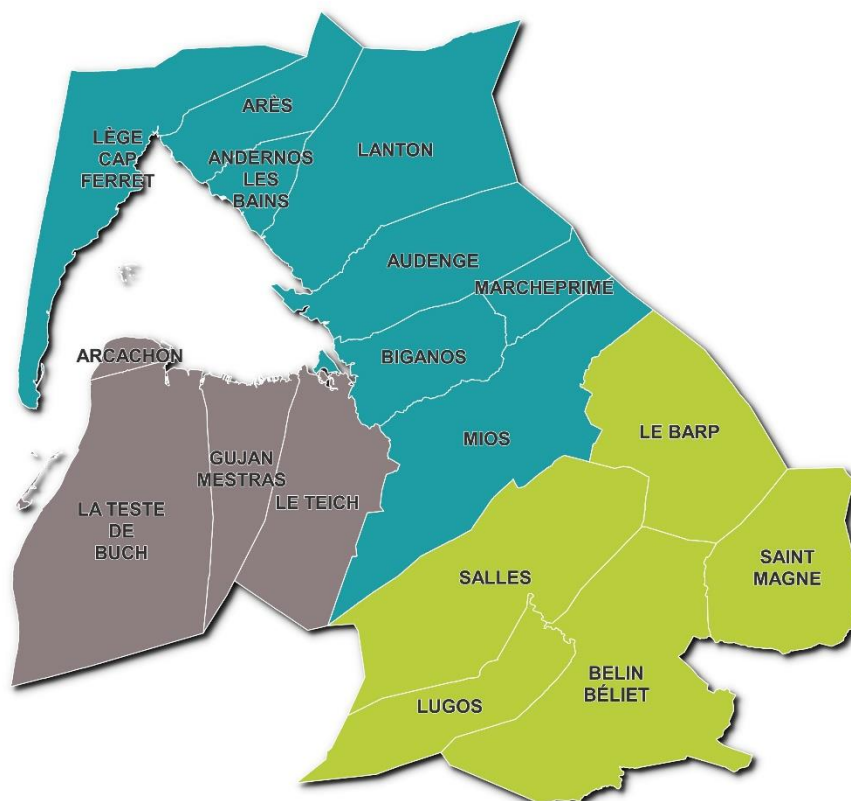 ARÈS
LÈGE
CAP
FERRET
ANDERNOS
LES
BAINS
LANTON
AUDENGE
MARCHEPRIME
ARCACHON
BIGANOS
MIOS
LE BARP
GUJAN
MESTRAS
LE TEICH
LA TESTE
DE
BUCH
SALLES
SAINT
MAGNE
BELIN
BÉLIET
LUGOS